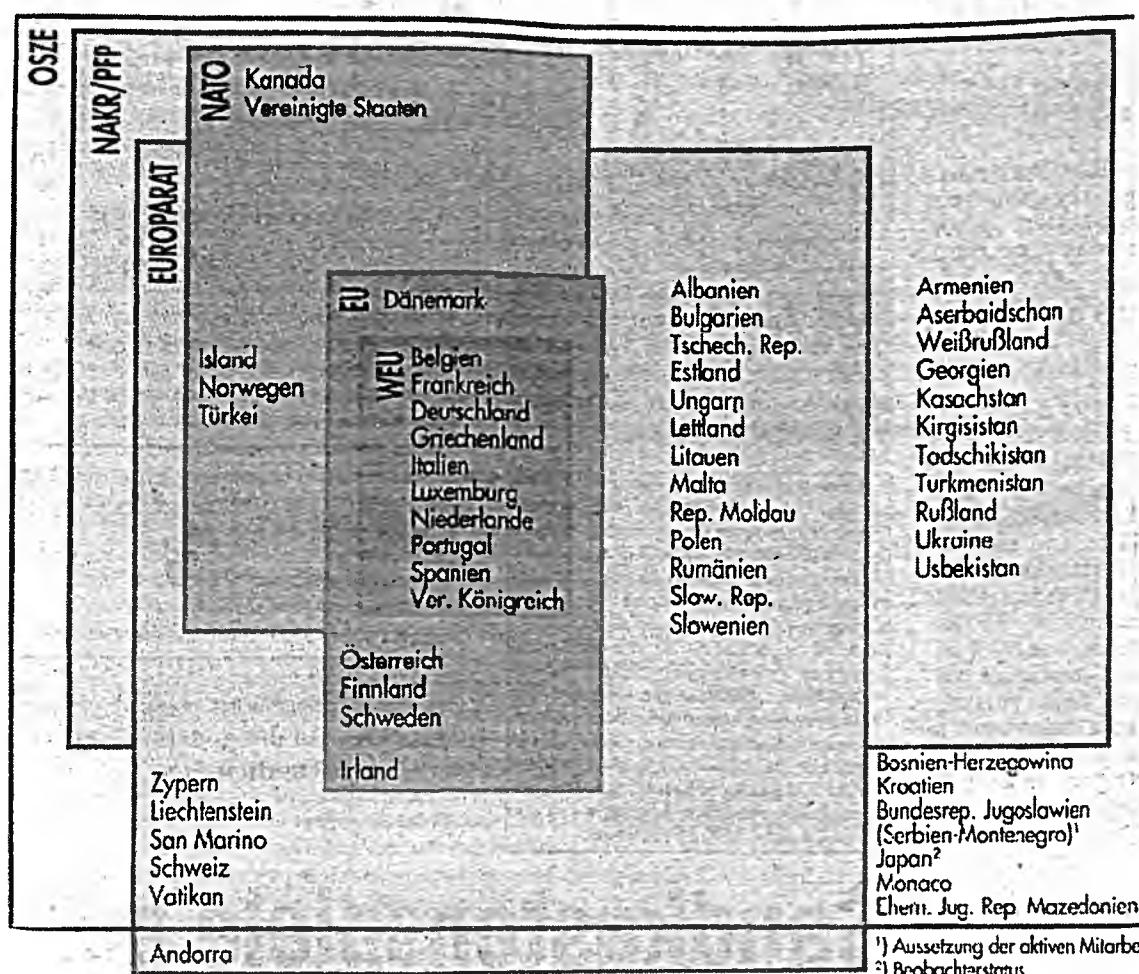 OSZE
NAKR/PFP
EUROPARAT
NATO
Kanada
Vereinigte Staaten
Island
Norwegen
Türkei
EU
Dänemark
WEU
Belgien
Frankreich
Deutschland
Griechenland
Italien
Luxemburg
Niederlande
Portugal
Spanien
Ver. Königreich
Österreich
Finnland
Schweden
Irland
Albanien
Bulgarien
Tschech. Rep.
Estland
Ungarn
Lettland
Litauen
Malta
Rep. Moldau
Polen
Rumänien
Slow. Rep.
Slowenien
Armenien
Aserbaidschan
Weißrußland
Georgien
Kasachstan
Kirgisistan
Tadschikistan
Turkmenistan
Rußland
Ukraine
Usbekistan
Zypern
Liechtenstein
San Marino
Schweiz
Vatikan
Bosnien-Herzegowina
Kroatien
Bundesrep. Jugoslawien
(Serbien-Montenegro)¹
Japan²
Monaco
Ehem. Jug. Rep. Mazedonien
Andorra
¹) Aussetzung der aktiven Mitarbe
²) Beobachterstatus